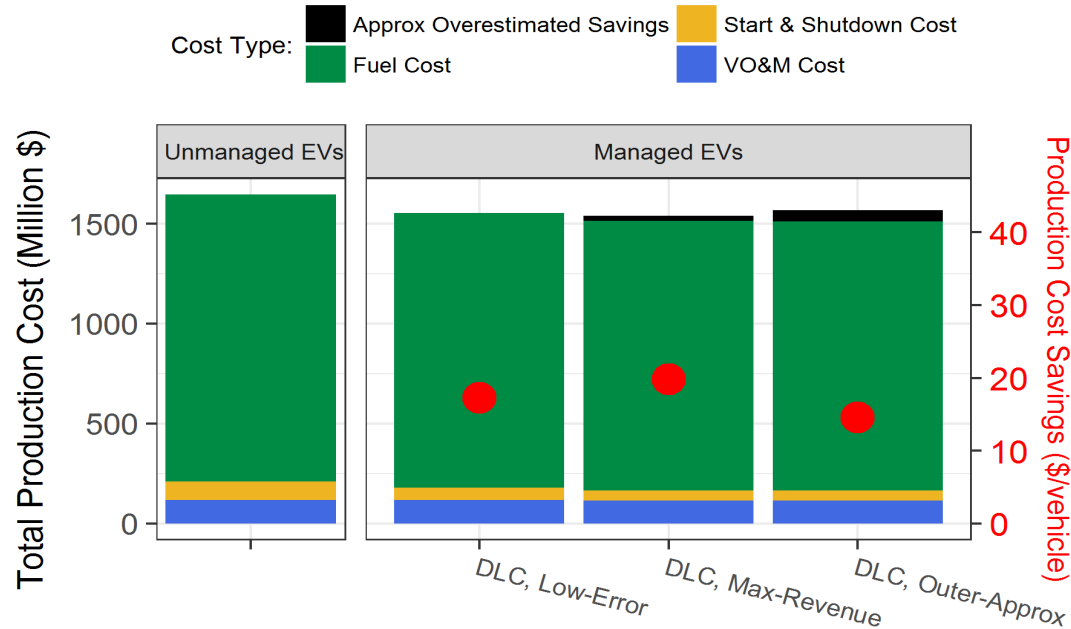 Cost Type:
Approx Overestimated Savings
Start & Shutdown Cost
Fuel Cost
VO&M Cost
Unmanaged EVs
Managed EVs
Total Production Cost (Million $)
1500
1000
500
0
40
30
20
10
0
Production Cost Savings ($/vehicle)
DLC, Low-Error
DLC, Max-Revenue
DLC, Outer-Approx